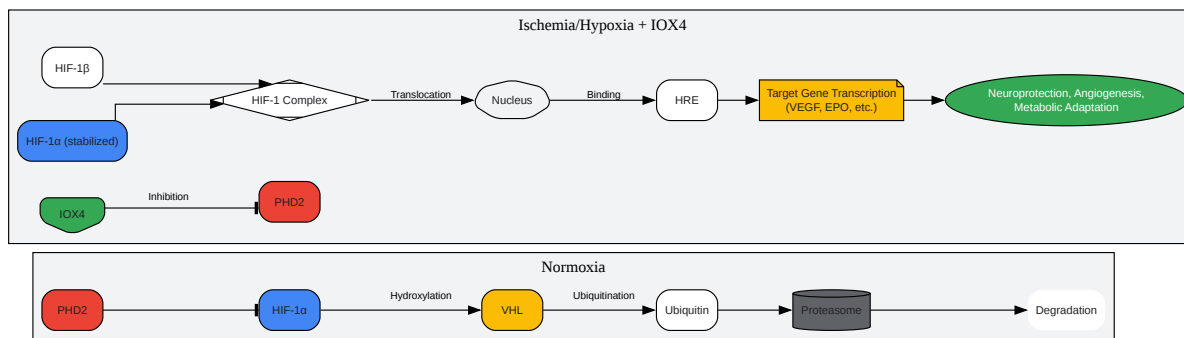 Ischemia/Hypoxia + IOX4
HIF-1β
HIF-1α (stabilized)
HIF-1 Complex
Translocation
Nucleus
Binding
HRE
Target Gene Transcription
(VEGF, EPO, etc.)
Neuroprotection, Angiogenesis,
Metabolic Adaptation
IOX4
Inhibition
PHD2
Normoxia
PHD2
HIF-1α
Hydroxylation
VHL
Ubiquitination
Ubiquitin
Proteasome
Degradation